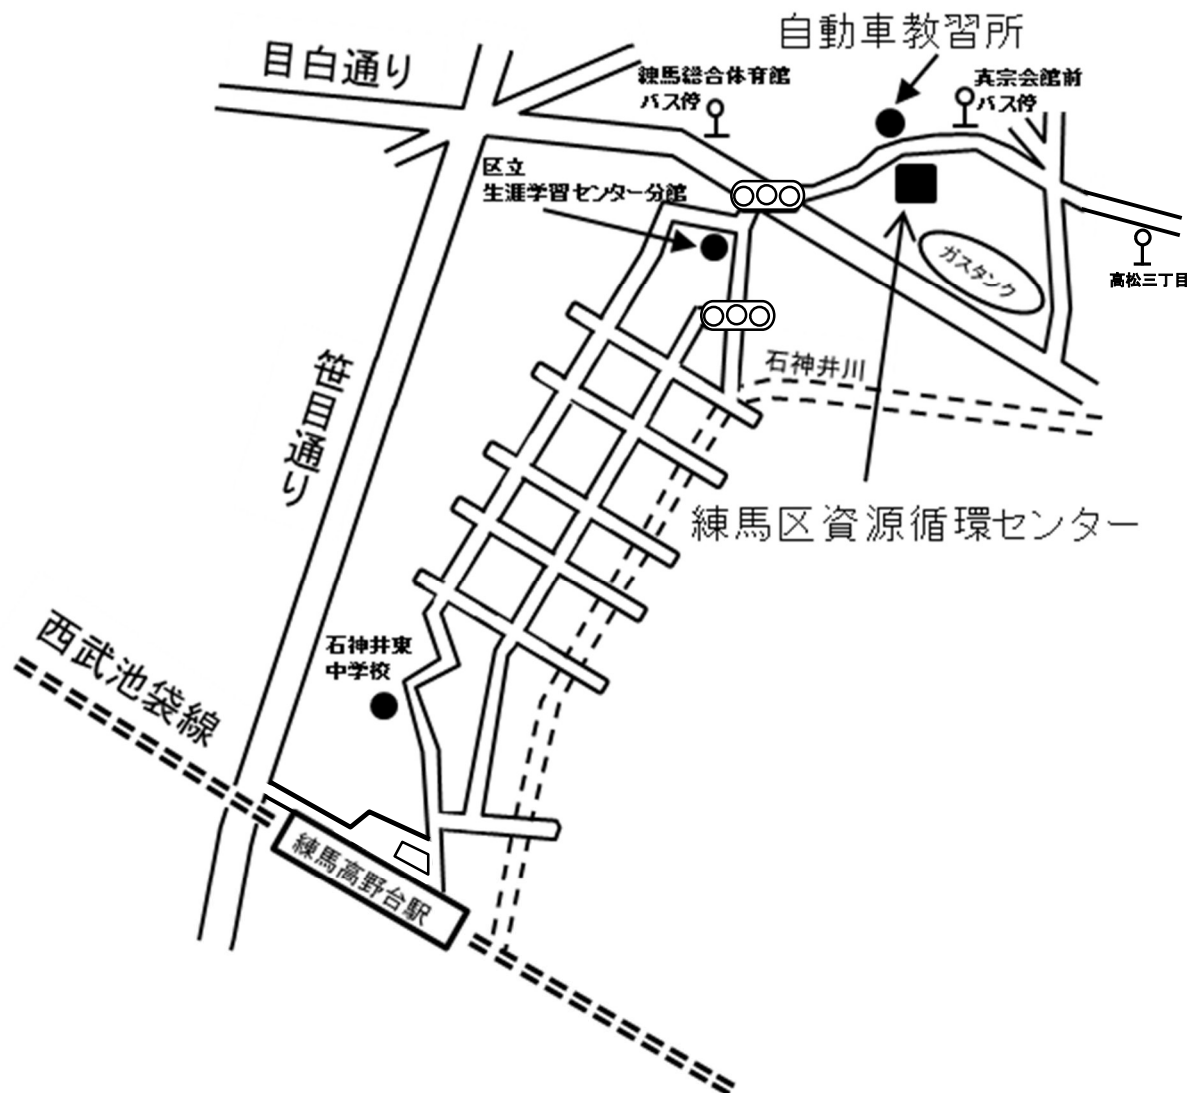 自動車教習所
目白通り
練馬総合体育館
バス停
真宗会館前
バス停
区立
生涯学習センター分館
ガスタンク
高松三丁目
石神井川
笹目通り
練馬区資源循環センター
西武池袋線
石神井東
中学校
練馬高野台駅